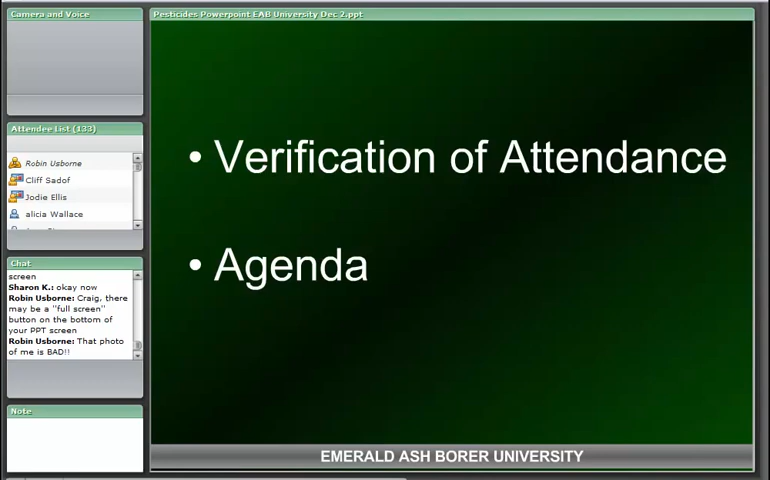 Camera and Voice
Pesticides Powerpoint EAB University Dec 2.ppt
Attendee List (133)
Robin Usborne
Cliff Sadof
Jodie Ellis
alicia Wallace
Chat
screen
Sharon K.: okay now
Robin Usborne: Craig, there
may be a "full screen"
button on the bottom of
your PPT screen
Robin Usborne: That photo
of me is BAD!!
Note
• Verification of Attendance
• Agenda
EMERALD ASH BORER UNIVERSITY